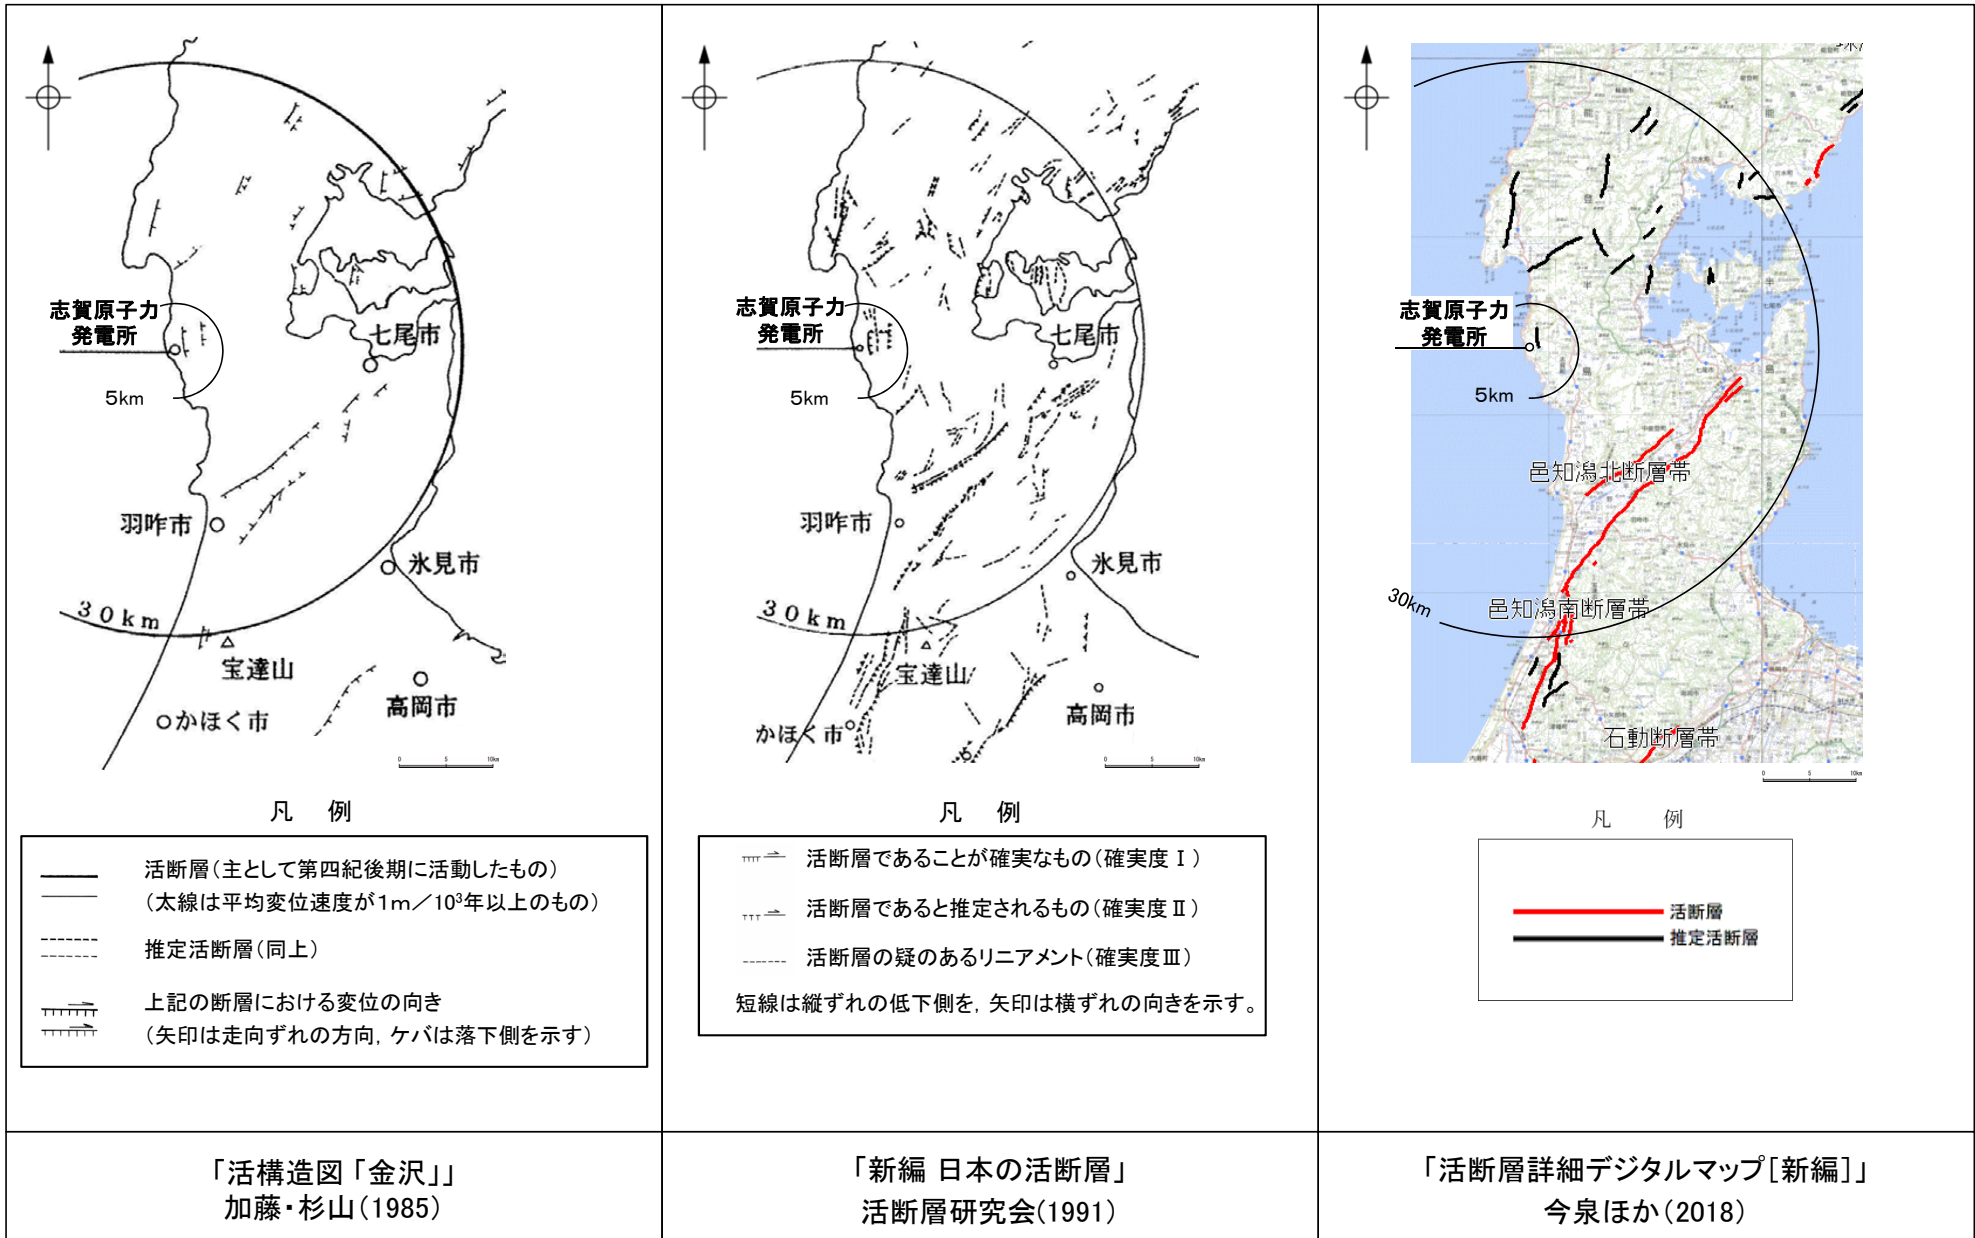 志賀原子力
発電所
5km
七尾市
羽咋市
氷見市
30km
宝達山
高岡市
かほく市
0 5 10km
凡 例
活断層(主として第四紀後期に活動したもの)
(太線は平均変位速度が1m/10³年以上のもの)
推定活断層(同上)
上記の断層における変位の向き
(矢印は走向ずれの方向, ケバは落下側を示す)
「活構造図「金沢」」
加藤・杉山(1985)
志賀原子力
発電所
5km
七尾市
羽咋市
氷見市
30km
宝達山
高岡市
かほく市
0 5 10km
凡 例
活断層であることが確実なもの(確実度Ⅰ)
活断層であると推定されるもの(確実度Ⅱ)
活断層の疑のあるリニアメント(確実度Ⅲ)
短線は縦ずれの低下側を, 矢印は横ずれの向きを示す。
「新編 日本の活断層」
活断層研究会(1991)
志賀原子力
発電所
5km
邑知潟北断層帯
30km
邑知潟南断層帯
石動断層帯
0 5 10km
凡 例
活断層
推定活断層
「活断層詳細デジタルマップ[新編]」
今泉ほか(2018)